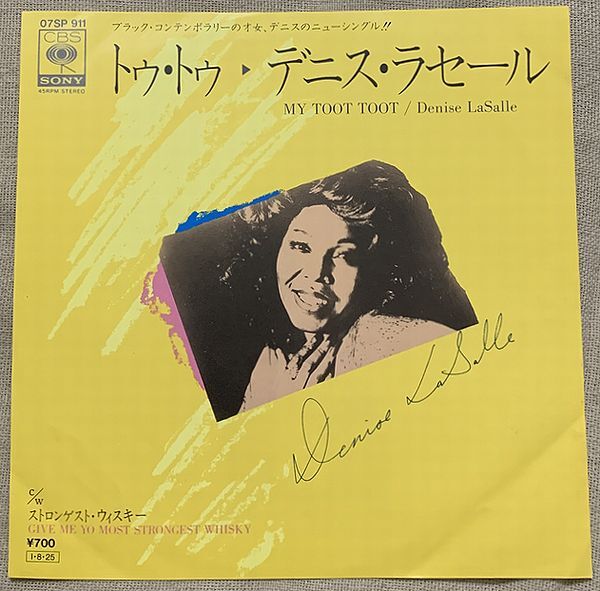 07SP 911
CBS
SONY
45RPM STEREO
ブラック・コンテンポラリーの才女、デニスのニューシングル!!
トゥ・トゥ▶デニス・ラセール
MY TOOT TOOT / Denise LaSalle
Denise LaSalle
c/w
ストロンゲスト・ウィスキー
GIVE ME YO MOST STRONGEST WHISKY
¥700
I・8・25